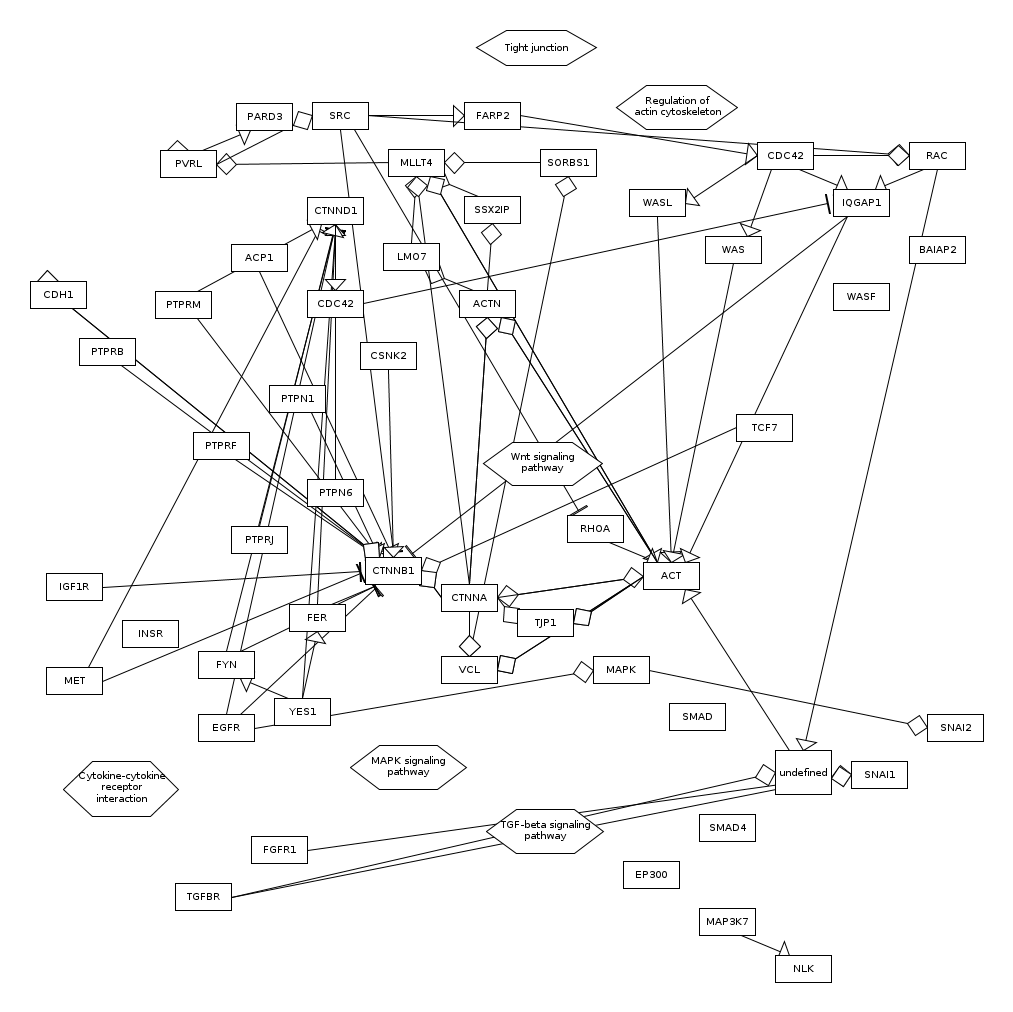 Tight junction
Regulation of
actin cytoskeleton
PARD3
SRC
FARP2
PVRL
MLLT4
SORBS1
CDC42
RAC
CTNND1
SSX2IP
WASL
IQGAP1
ACP1
LMO7
WAS
BAIAP2
CDH1
PTPRM
CDC42
ACTN
WASF
PTPRB
CSNK2
PTPN1
TCF7
PTPRF
Wnt signaling
pathway
PTPN6
PTPRJ
RHOA
CTNNB1
ACT
IGF1R
CTNNA
INSR
FER
TJP1
FYN
VCL
MAPK
MET
YES1
SMAD
EGFR
SNAI2
MAPK signaling
pathway
Cytokine-cytokine
receptor
interaction
undefined
SNAI1
TGF-beta signaling
pathway
SMAD4
FGFR1
EP300
TGFBR
MAP3K7
NLK